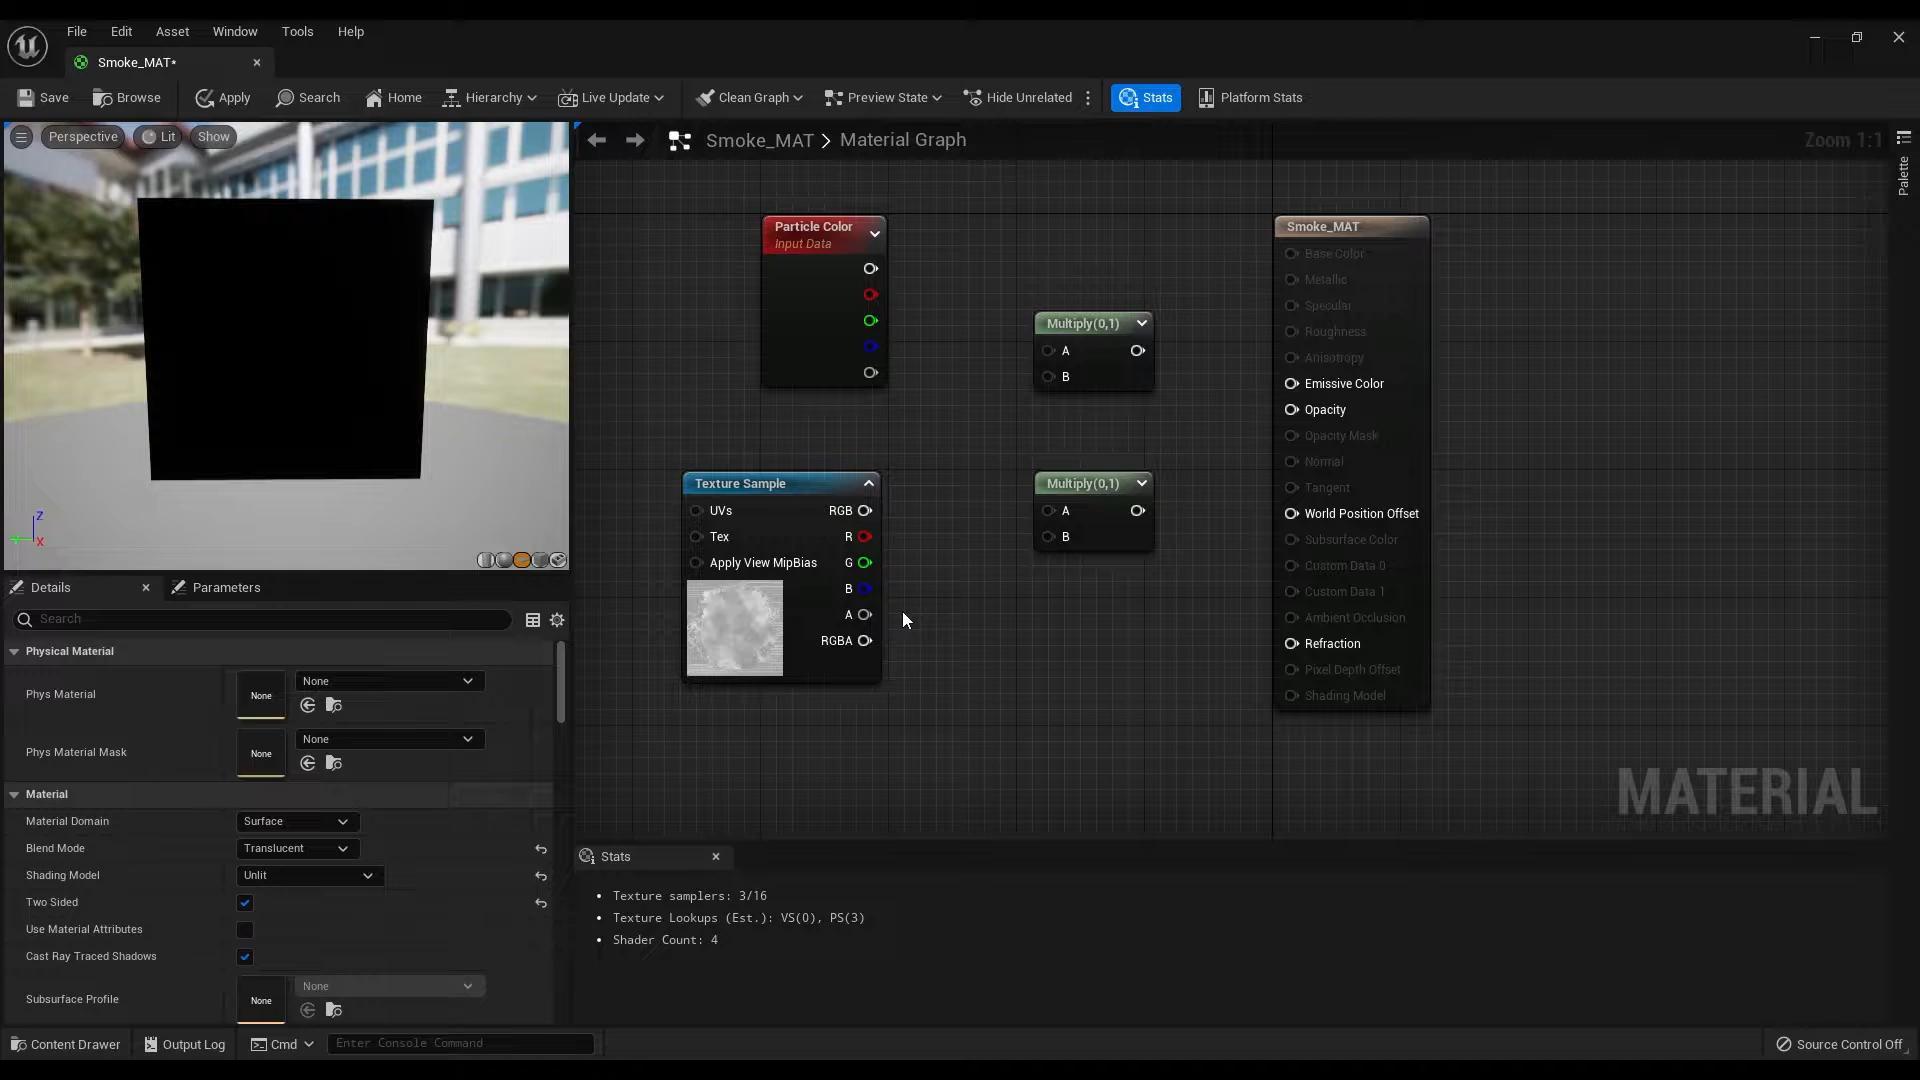 File Edit Asset Window Tools Help
Smoke_MAT*
Save Browse Apply Search Home Hierarchy Live Update Clean Graph Preview State Hide Unrelated Stats Platform Stats
Perspective Lit Show
Smoke_MAT > Material Graph
Zoom 1:1
Palette
Particle Color
Input Data
Smoke_MAT
Base Color
Metallic
Specular
Roughness
Anisotropy
Emissive Color
Opacity
Opacity Mask
Normal
Tangent
World Position Offset
Subsurface Color
Custom Data 0
Custom Data 1
Ambient Occlusion
Refraction
Pixel Depth Offset
Shading Model
Multiply(0,1)
A
B
Texture Sample
UVs RGB
Tex R
Apply View MipBias G
B
A
RGBA
Multiply(0,1)
A
B
MATERIAL
Z
X
Details Parameters
Search
Physical Material
Phys Material None None
Phys Material Mask None None
Material
Material Domain Surface
Blend Mode Translucent
Shading Model Unlit
Two Sided
Use Material Attributes
Cast Ray Traced Shadows
Subsurface Profile None None
Stats
Texture samplers: 3/16
Texture Lookups (Est.): VS(0), PS(3)
Shader Count: 4
Content Drawer Output Log Cmd Enter Console Command Source Control Off